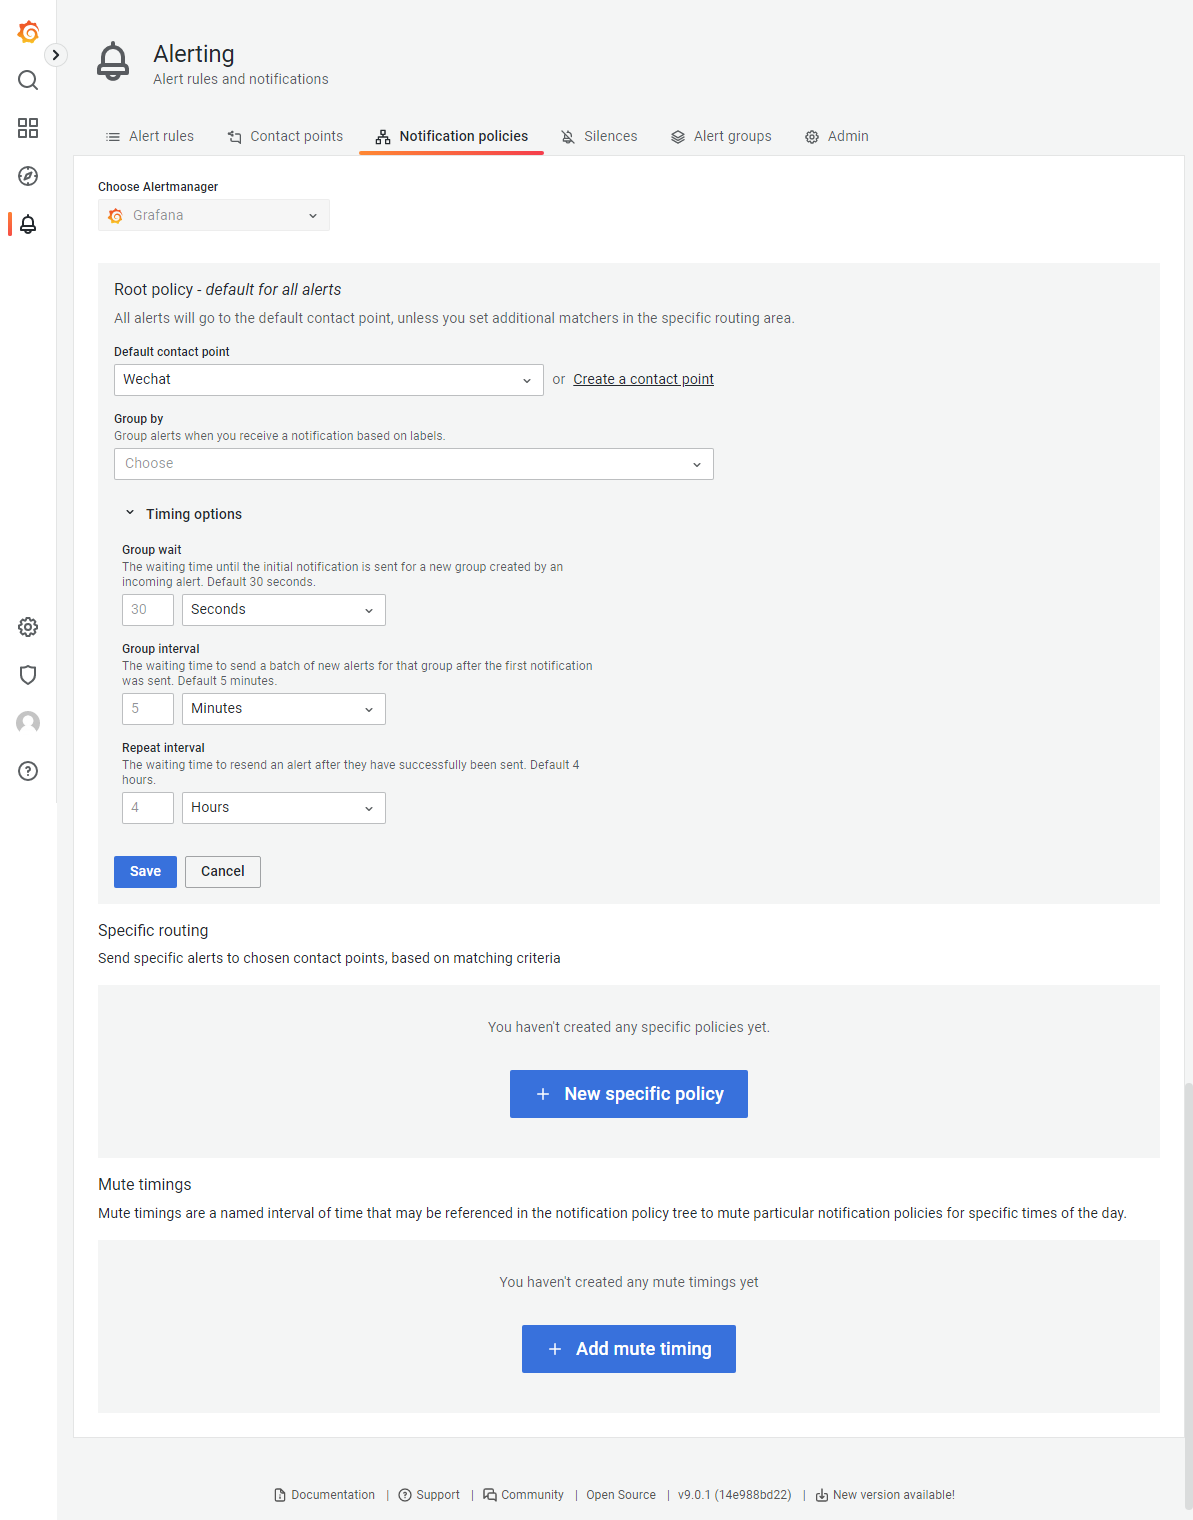 Alerting
Alert rules and notifications
Alert rules
Contact points
Notification policies
Silences
Alert groups
Admin
Choose Alertmanager
Grafana
Root policy - default for all alerts
All alerts will go to the default contact point, unless you set additional matchers in the specific routing area.
Default contact point
Wechat
or Create a contact point
Group by
Group alerts when you receive a notification based on labels.
Choose
Timing options
Group wait
The waiting time until the initial notification is sent for a new group created by an
incoming alert. Default 30 seconds.
30 Seconds
Group interval
The waiting time to send a batch of new alerts for that group after the first notification
was sent. Default 5 minutes.
5 Minutes
Repeat interval
The waiting time to resend an alert after they have successfully been sent. Default 4
hours.
4 Hours
Save Cancel
Specific routing
Send specific alerts to chosen contact points, based on matching criteria
You haven't created any specific policies yet.
+ New specific policy
Mute timings
Mute timings are a named interval of time that may be referenced in the notification policy tree to mute particular notification policies for specific times of the day.
You haven't created any mute timings yet
+ Add mute timing
Documentation | Support | Community | Open Source | v9.0.1 (14e988bd22) | New version available!